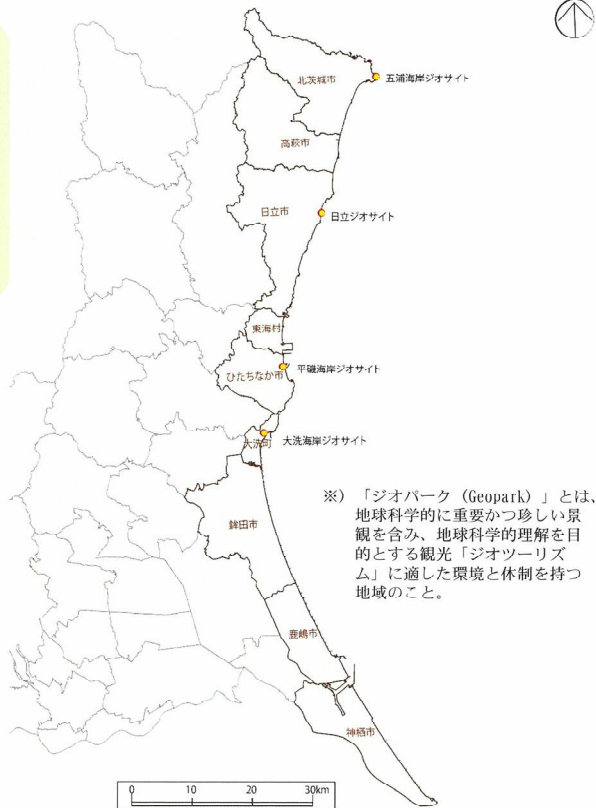 北茨城市
五浦海岸ジオサイト
高萩市
日立市
日立ジオサイト
東海村
平磯海岸ジオサイト
ひたちなか市
大洗海岸ジオサイト
大洗町
※）「ジオパーク（Geopark）」とは、
地球科学的に重要かつ珍しい景
観を含み、地球科学的理解を目
的とする観光「ジオツーリズ
ム」に適した環境と体制を持つ
地域のこと。
鉾田市
鹿嶋市
神栖市
0 10 20 30km